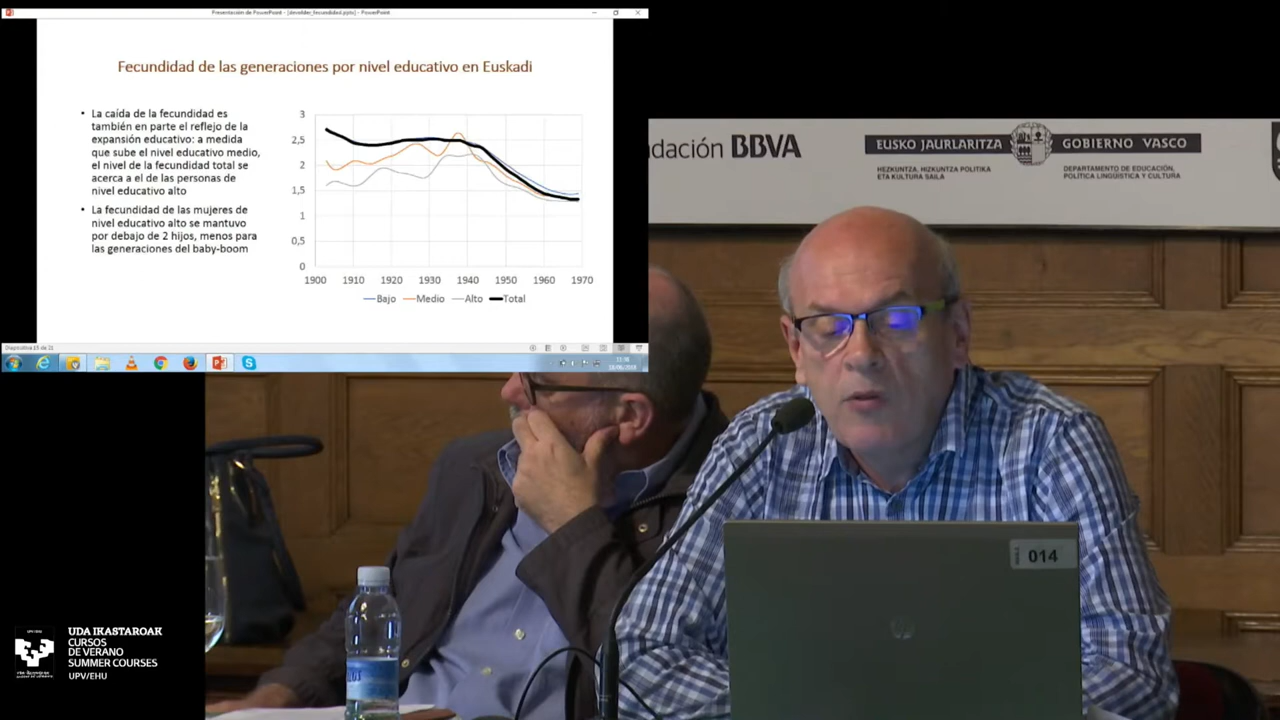 Presentación de PowerPoint - [develder_fecundidad.pptx] - PowerPoint
Fecundidad de las generaciones por nivel educativo en Euskadi
• La caída de la fecundidad es
también en parte el reflejo de la
expansión educativo: a medida
que sube el nivel educativo medio,
el nivel de la fecundidad total se
acerca a el de las personas de
nivel educativo alto
• La fecundidad de las mujeres de
nivel educativo alto se mantuvo
por debajo de 2 hijos, menos para
las generaciones del baby-boom
3
2,5
2
1,5
1
0,5
0
1900 1910 1920 1930 1940 1950 1960 1970
Bajo Medio Alto Total
dación BBVA
EUSKO JAURLARITZA GOBIERNO VASCO
HEZKUNTZA, HIZKUNTZA POLITIKA
ETA KULTURA SAILA
DEPARTAMENTO DE EDUCACIÓN,
POLÍTICA LINGÜÍSTICA Y CULTURA
014
UDA IKASTAROAK
CURSOS
DE VERANO
SUMMER COURSES
UPV/EHU